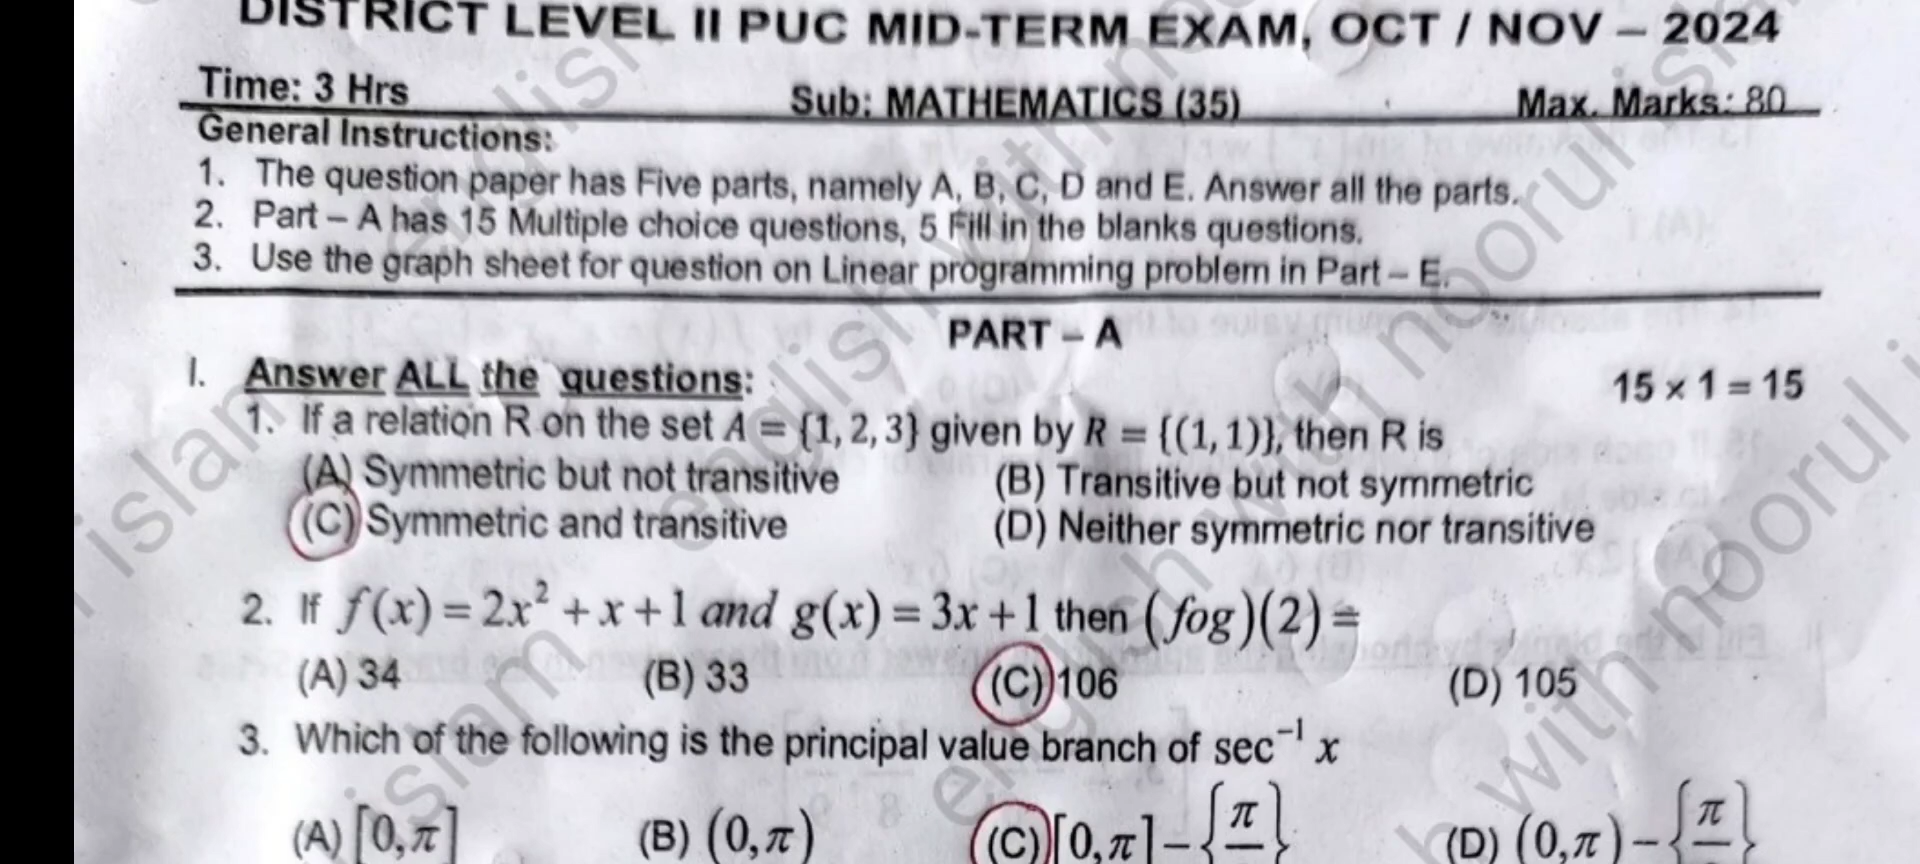 DISTRICT LEVEL II PUC MID-TERM EXAM, OCT / NOV – 2024
Time: 3 Hrs Sub: MATHEMATICS (35) Max. Marks: 80
General Instructions:
1. The question paper has Five parts, namely A, B, C, D and E. Answer all the parts.
2. Part – A has 15 Multiple choice questions, 5 Fill in the blanks questions.
3. Use the graph sheet for question on Linear programming problem in Part – E.
PART – A
I. Answer ALL the questions: 15 × 1 = 15
1. If a relation R on the set A = {1, 2, 3} given by R = {(1, 1)}, then R is
(A) Symmetric but not transitive (B) Transitive but not symmetric
(C) Symmetric and transitive (D) Neither symmetric nor transitive
2. If f(x) = 2x² + x + 1 and g(x) = 3x + 1 then (fog)(2) =
(A) 34 (B) 33 (C) 106 (D) 105
3. Which of the following is the principal value branch of sec⁻¹ x
(A) [0, π] (B) (0, π) (C) [0, π] – {π (D) (0, π) – {π
english with noorul islam